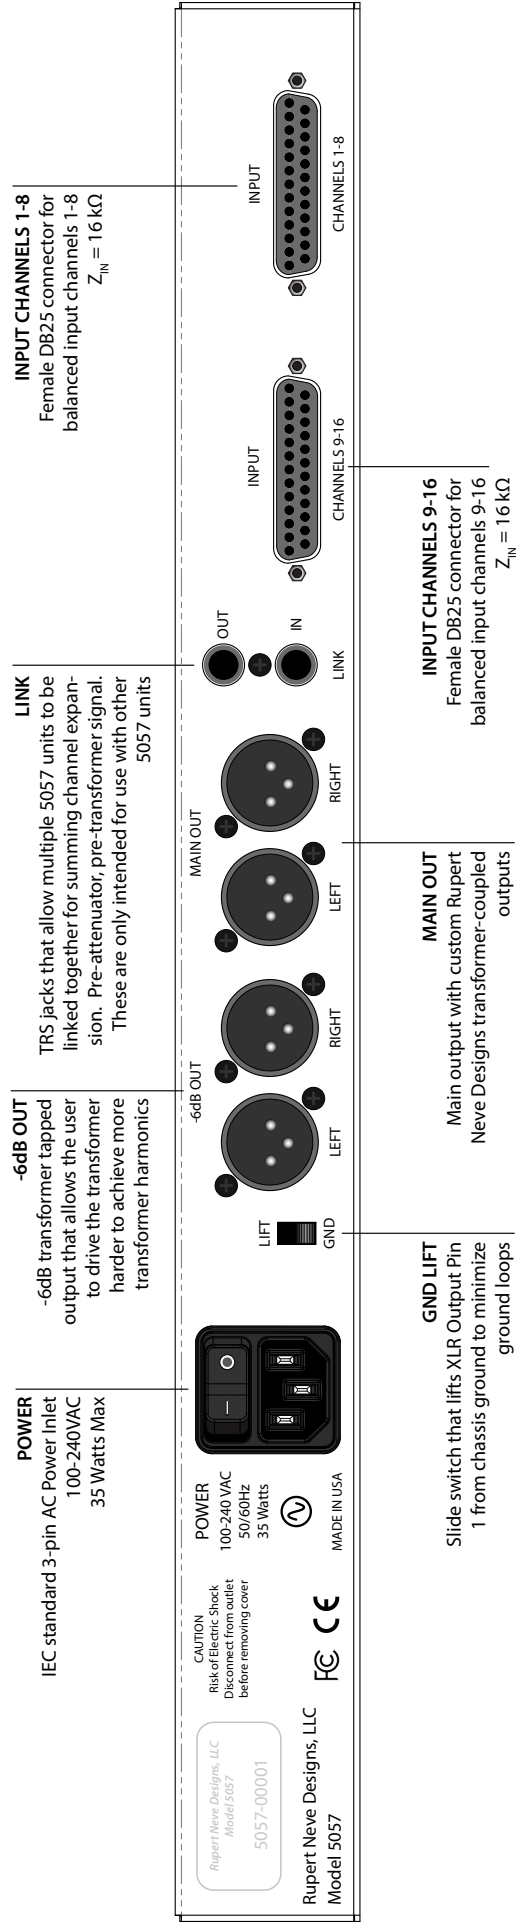 POWER
IEC standard 3-pin AC Power Inlet
100-240VAC
35 Watts Max
-6dB OUT
-6dB transformer tapped
output that allows the user
to drive the transformer
harder to achieve more
transformer harmonics
LINK
TRS jacks that allow multiple 5057 units to be
linked together for summing channel expan-
sion.  Pre-attenuator, pre-transformer signal.
These are only intended for use with other
5057 units
INPUT CHANNELS 1-8
Female DB25 connector for
balanced input channels 1-8
Z_IN = 16 kΩ
Rupert Neve Designs, LLC
Model 5057
5057-00001
Rupert Neve Designs, LLC
Model 5057
CAUTION
Risk of Electric Shock
Disconnect from outlet
before removing cover
FC CE
POWER
100-240 VAC
50/60Hz
35 Watts
MADE IN USA
LIFT
GND
-6dB OUT
LEFT
RIGHT
MAIN OUT
LEFT
RIGHT
OUT
IN
LINK
INPUT
CHANNELS 9-16
INPUT
CHANNELS 1-8
GND LIFT
Slide switch that lifts XLR Output Pin
1 from chassis ground to minimize
ground loops
MAIN OUT
Main output with custom Rupert
Neve Designs transformer-coupled
outputs
INPUT CHANNELS 9-16
Female DB25 connector for
balanced input channels 9-16
Z_IN = 16 kΩ